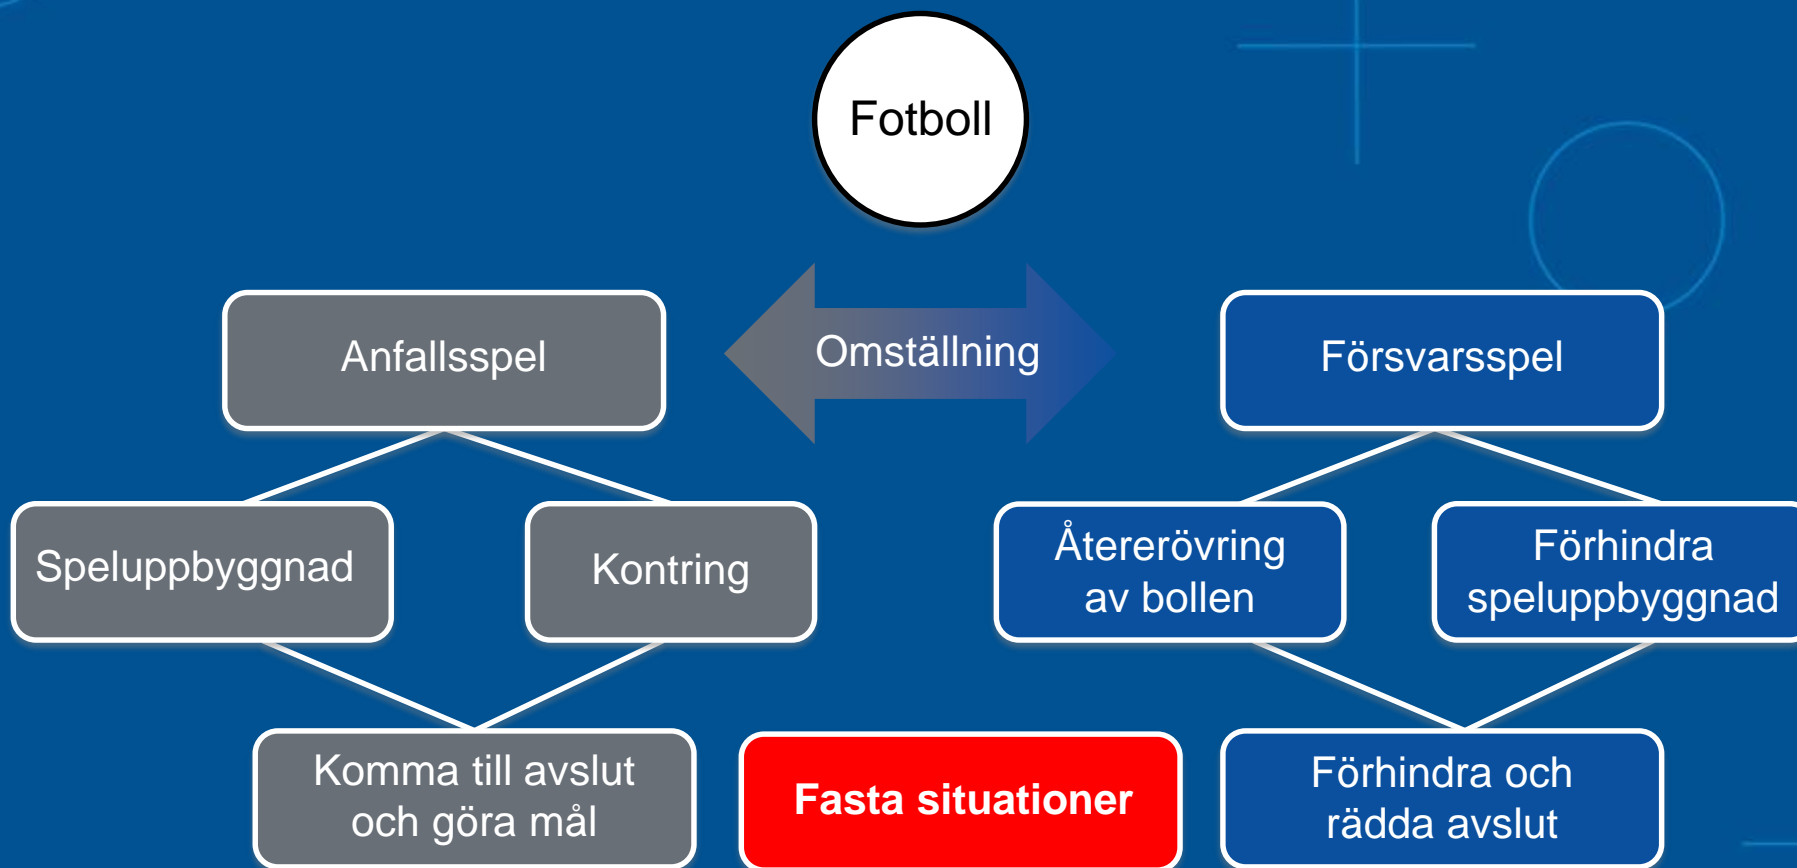 Fotboll
Anfallsspel
Omställning
Försvarsspel
Speluppbyggnad
Kontring
Återerövring
av bollen
Förhindra
speluppbyggnad
Komma till avslut
och göra mål
Fasta situationer
Förhindra och
rädda avslut